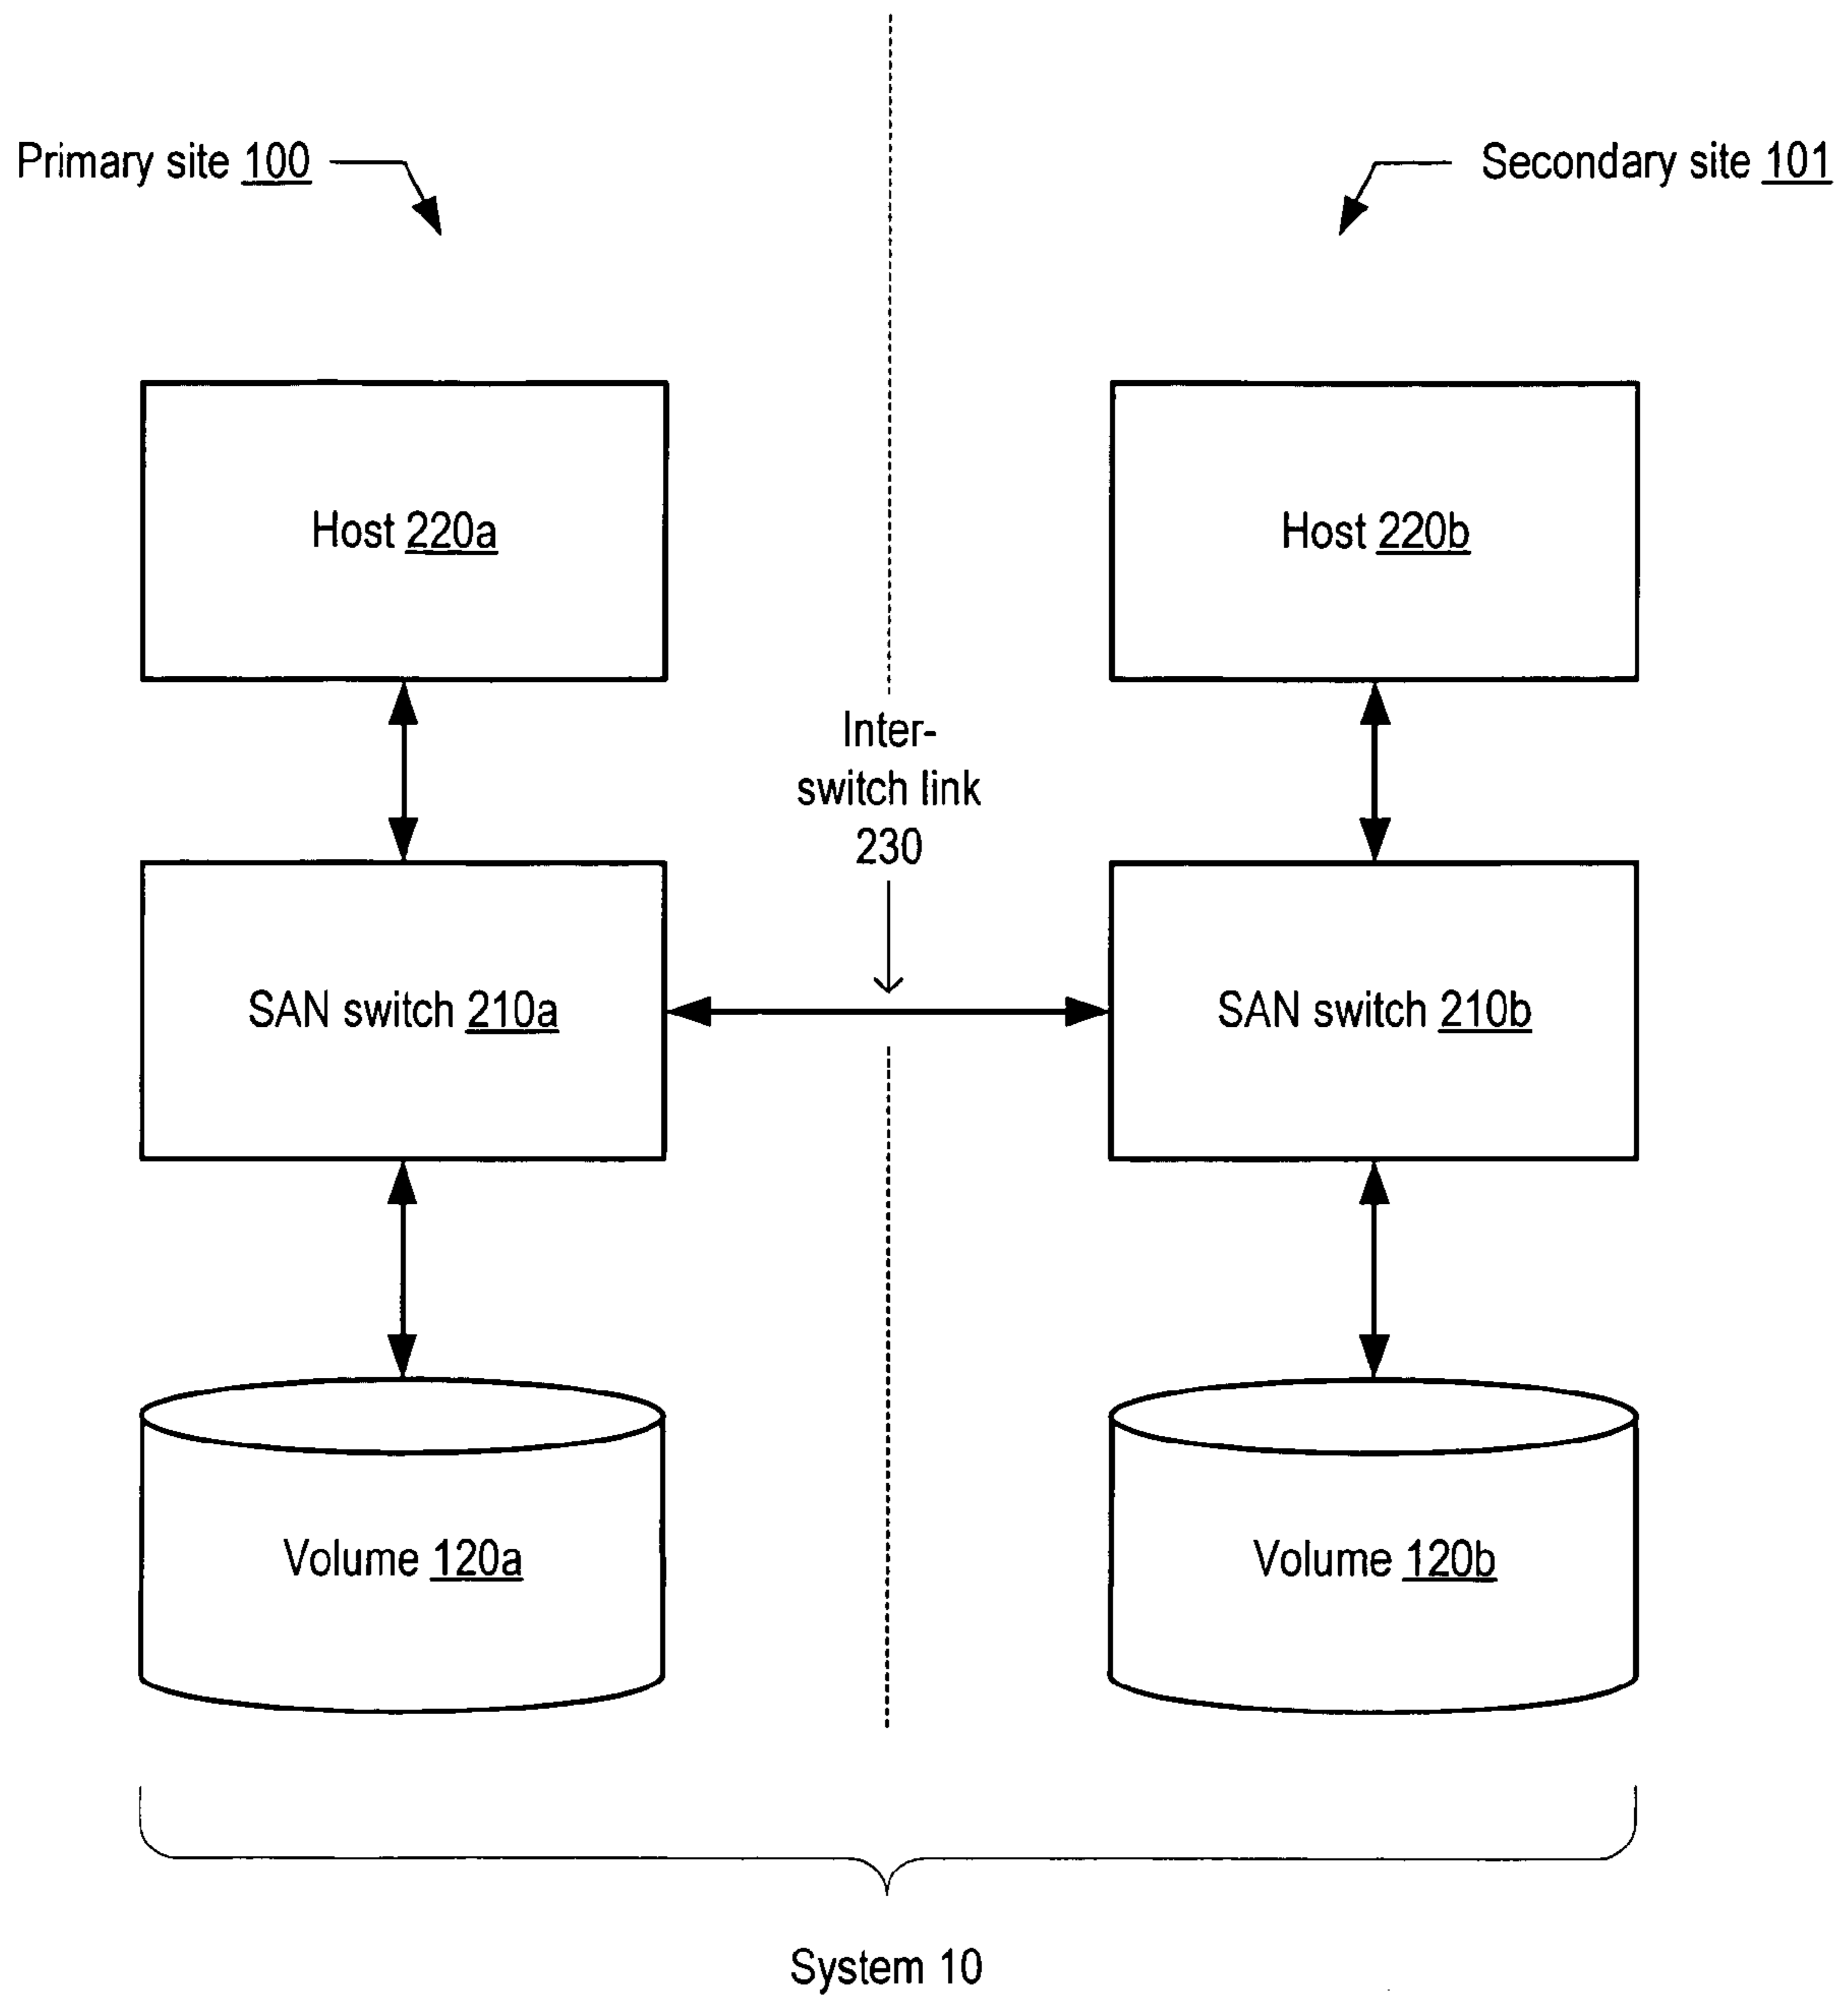 Primary site 100
Secondary site 101
Host 220a
Host 220b
Inter-
switch link
230
SAN switch 210a
SAN switch 210b
Volume 120a
Volume 120b
System 10